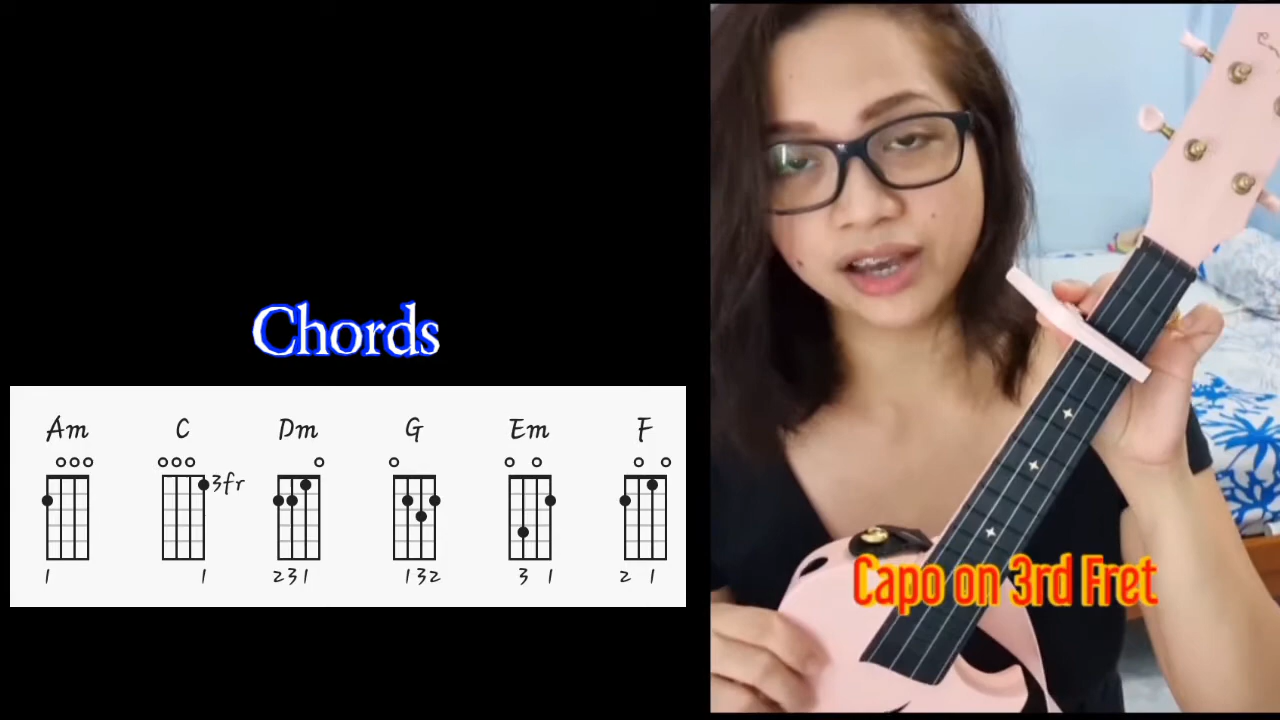 Chords
Am C Dm G Em F
3fr
1 1 231 132 3 1 2 1
Capo on 3rd Fret